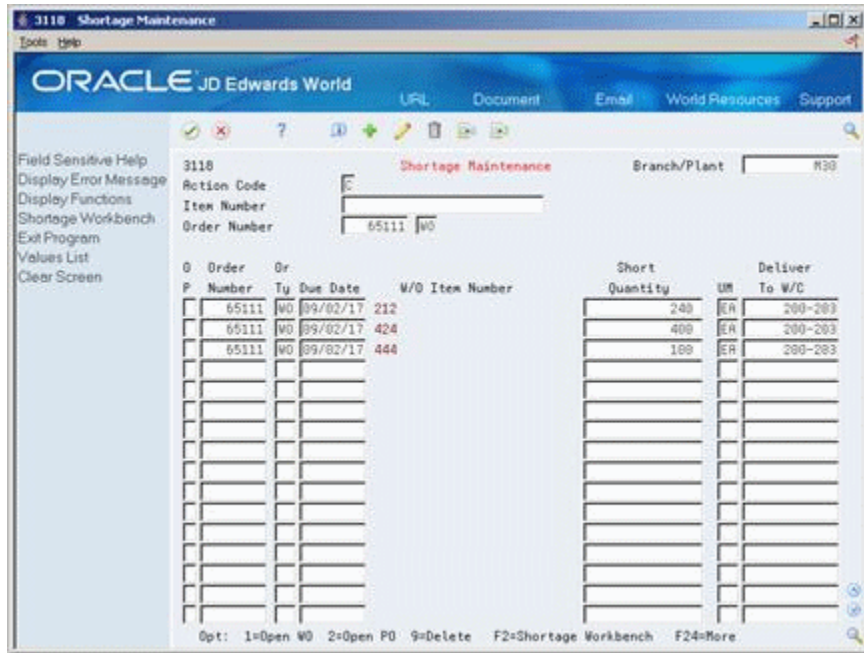 3118 Shortage Maintenance
Tools Help
ORACLE JD Edwards World
URL Document Email World Resources Support
Field Sensitive Help
Display Error Message
Display Functions
Shortage Workbench
Exit Program
Values List
Clear Screen
3118 Shortage Maintenance Branch/Plant M30
Action Code C
Item Number
Order Number 65111 WO
O Order Or Short Deliver
P Number Ty Due Date W/O Item Number Quantity UM To W/C
65111 WO 09/02/17 212 240 EA 200-203
65111 WO 09/02/17 424 400 EA 200-203
65111 WO 09/02/17 444 100 EA 200-203
Opt: 1=Open WO 2=Open PO 9=Delete F2=Shortage Workbench F24=More